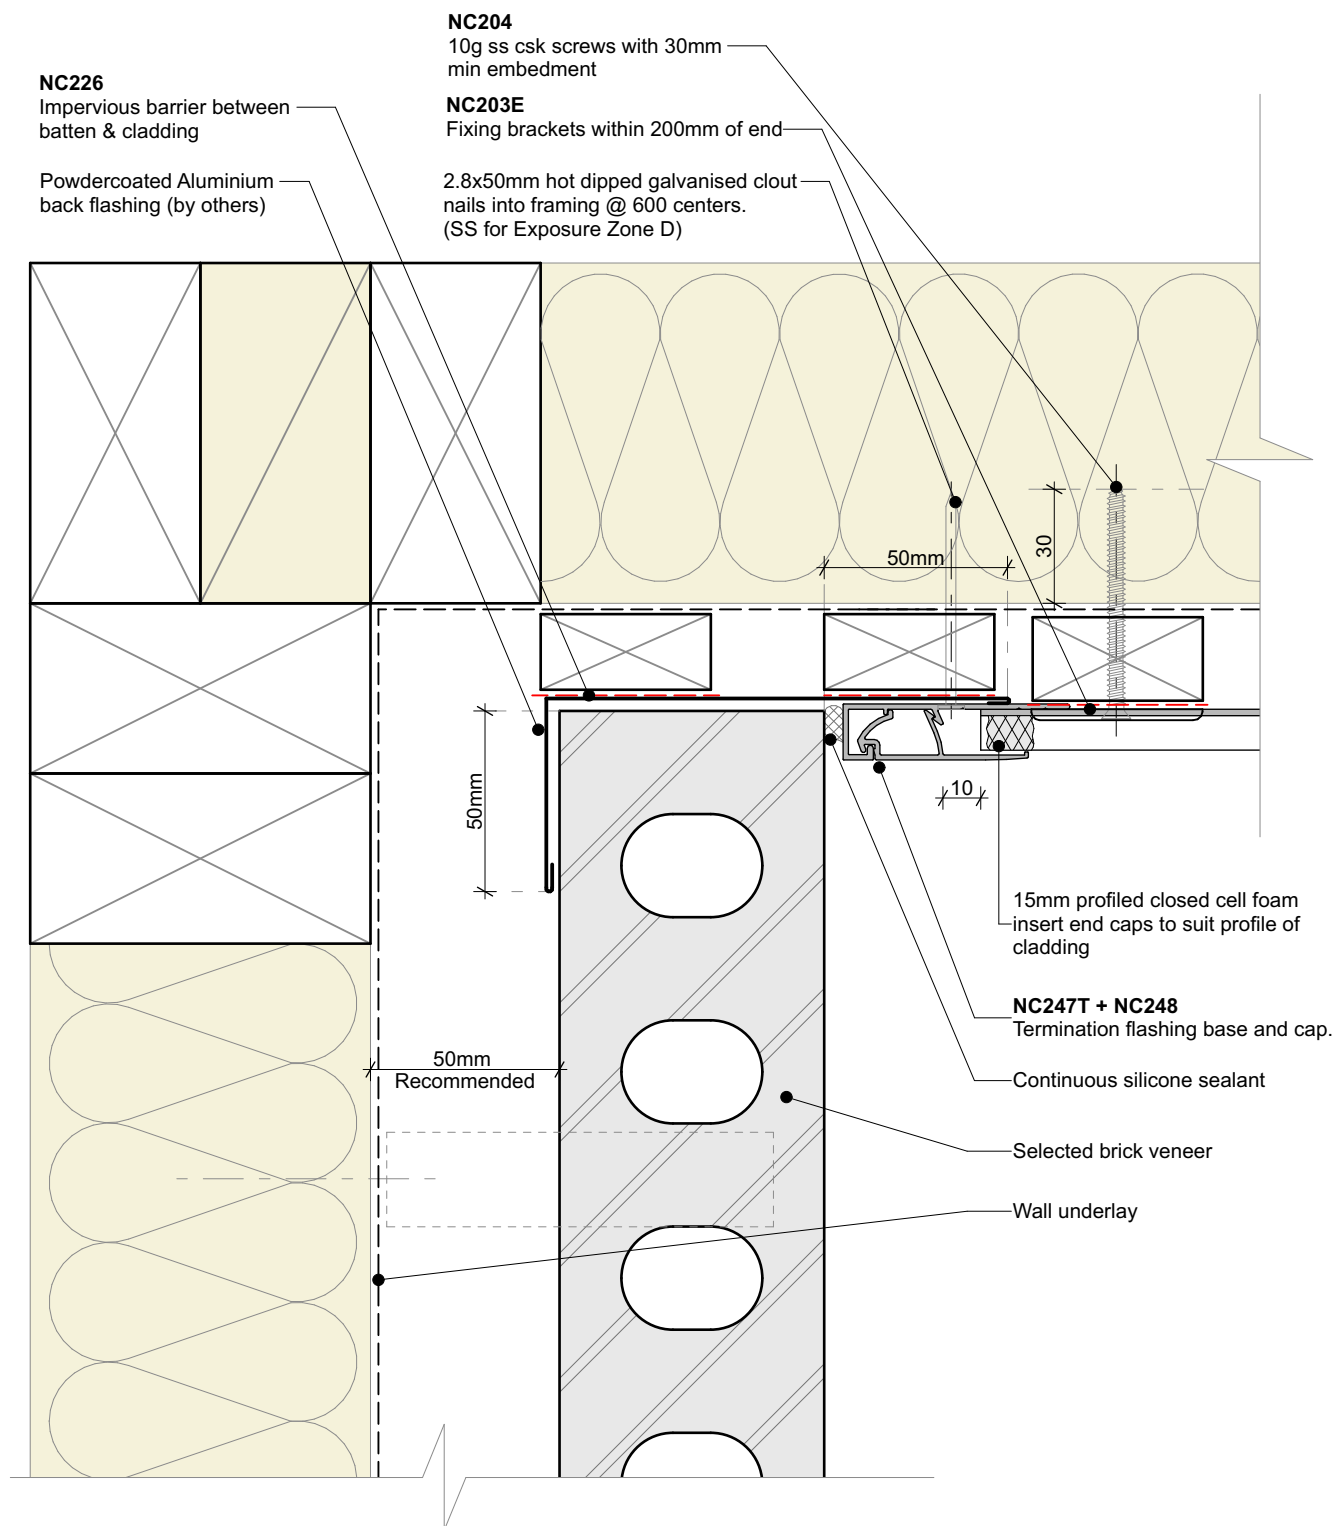 NC204
10g ss csk screws with 30mm
min embedment
NC226
Impervious barrier between
batten & cladding
NC203E
Fixing brackets within 200mm of end
Powdercoated Aluminium
back flashing (by others)
2.8x50mm hot dipped galvanised clout
nails into framing @ 600 centers.
(SS for Exposure Zone D)
50mm
30
50mm
10
15mm profiled closed cell foam
insert end caps to suit profile of
cladding
NC247T + NC248
Termination flashing base and cap.
50mm
Recommended
Continuous silicone sealant
Selected brick veneer
Wall underlay